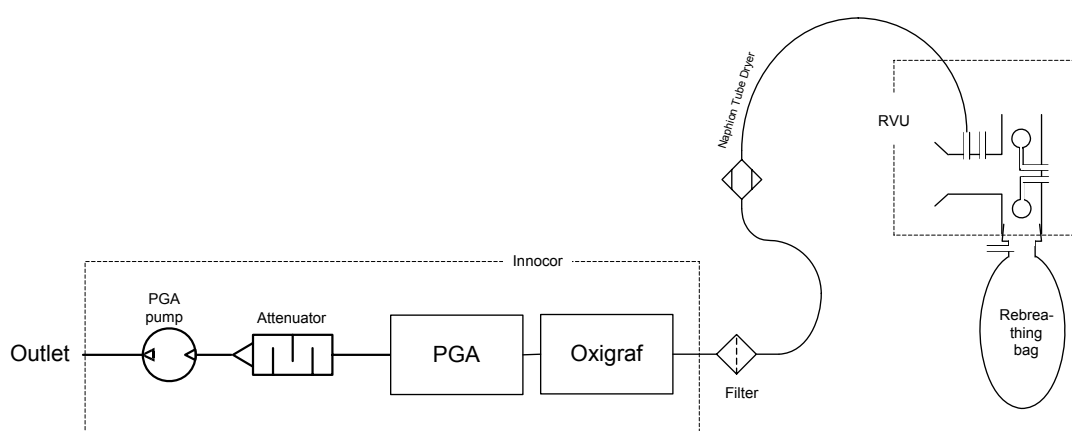 Naphion Tube Dryer
RVU
Innocor
PGA
pump
Attenuator
Outlet
PGA
Oxigraf
Filter
Rebrea-
thing
bag